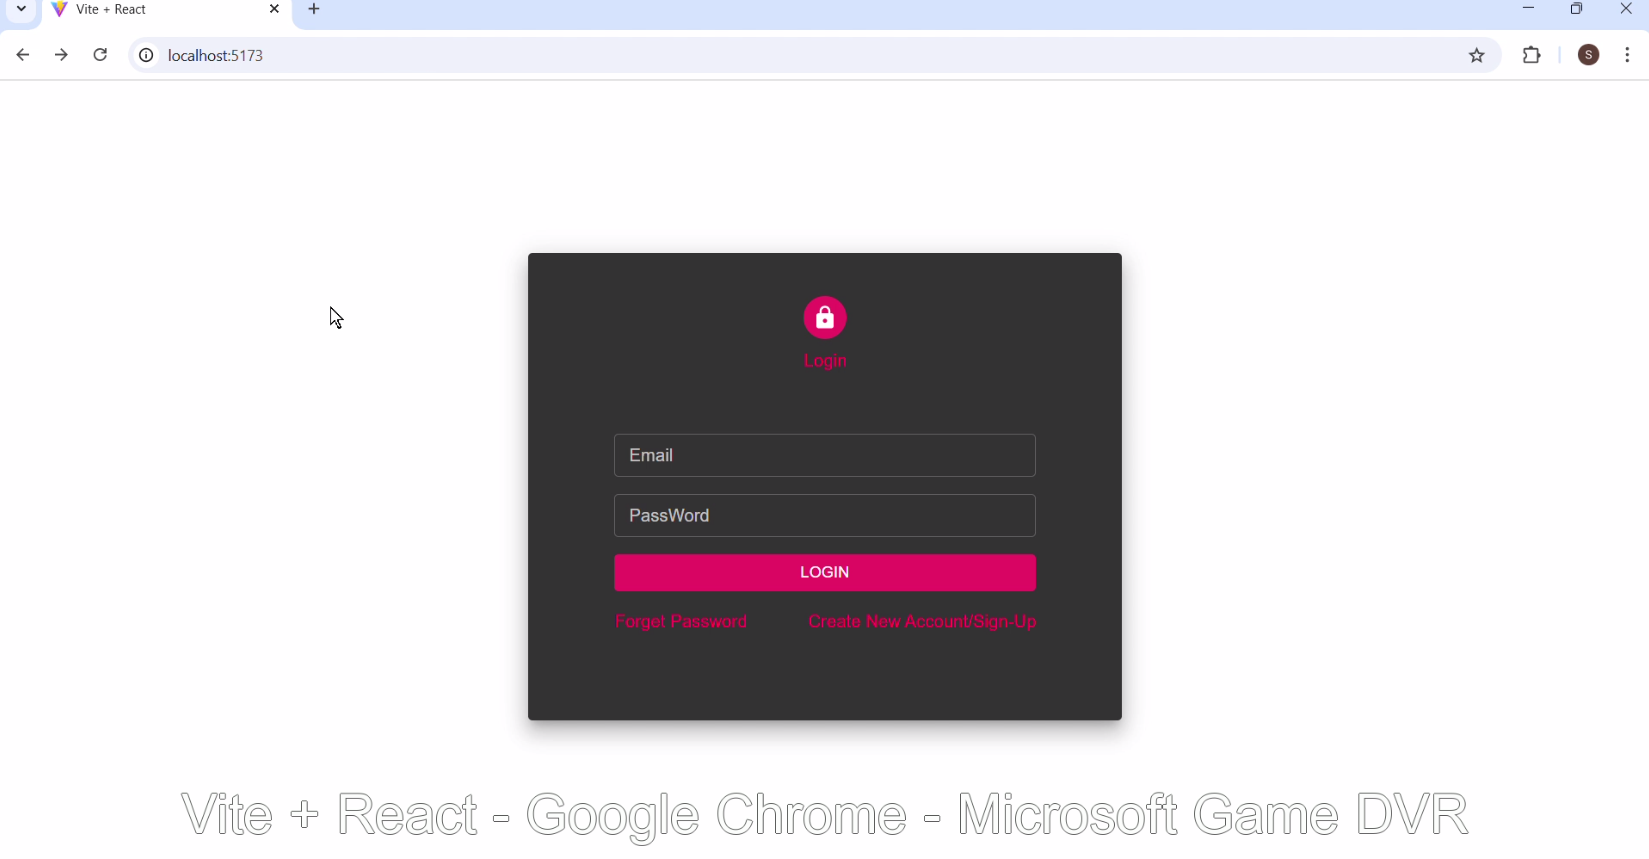 Vite + React
localhost:5173
S
Login
Email
PassWord
LOGIN
Forget Password
Create New Account/Sign-Up
Vite + React - Google Chrome - Microsoft Game DVR